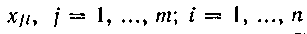 x_{ji}, j = 1, ..., m; i = 1, ..., n